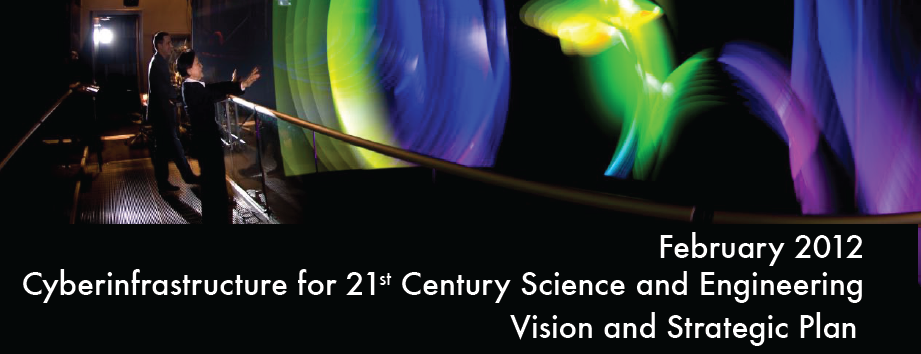 February 2012
Cyberinfrastructure for 21st Century Science and Engineering
Vision and Strategic Plan